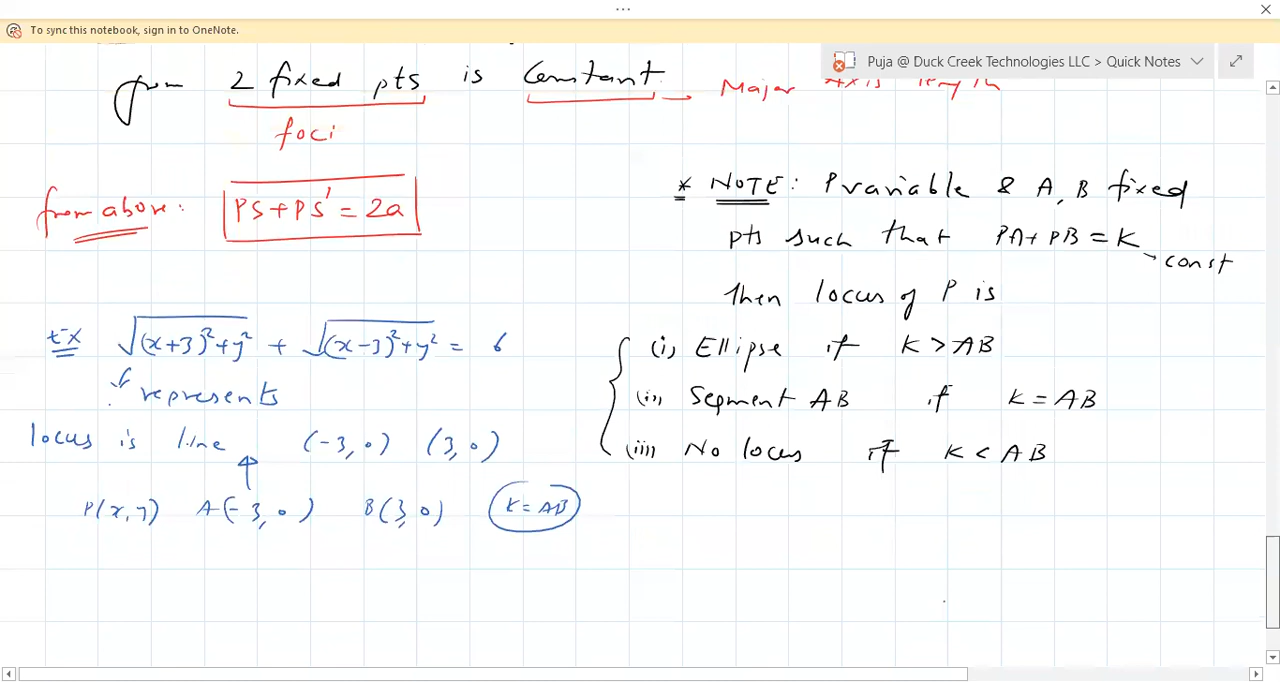 To sync this notebook, sign in to OneNote.
Puja @ Duck Creek Technologies LLC > Quick Notes
from 2 fixed pts is constant → Major Axis length
foci
from above: PS+PS' = 2a
* NOTE: P variable & A, B fixed
pts such that PA+PB = K
→ const
then locus of P is
(i) Ellipse if K > AB
(ii) Segment AB if K = AB
(iii) No locus if K < AB
Ex √(x+3)²+y² + √(x-3)²+y² = 6
represents
locus is line (-3, 0) (3, 0)
P(x, y) A(-3, 0) B(3, 0) K = AB